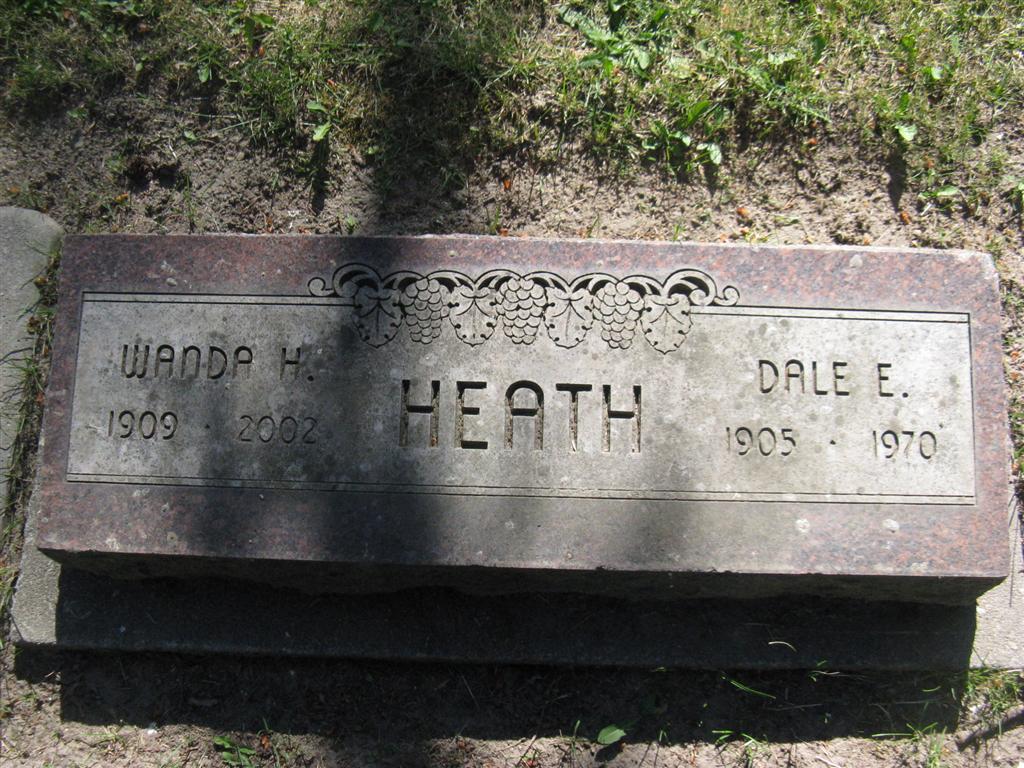 WANDA H.
1909 · 2002
HEATH
DALE E.
1905 · 1970